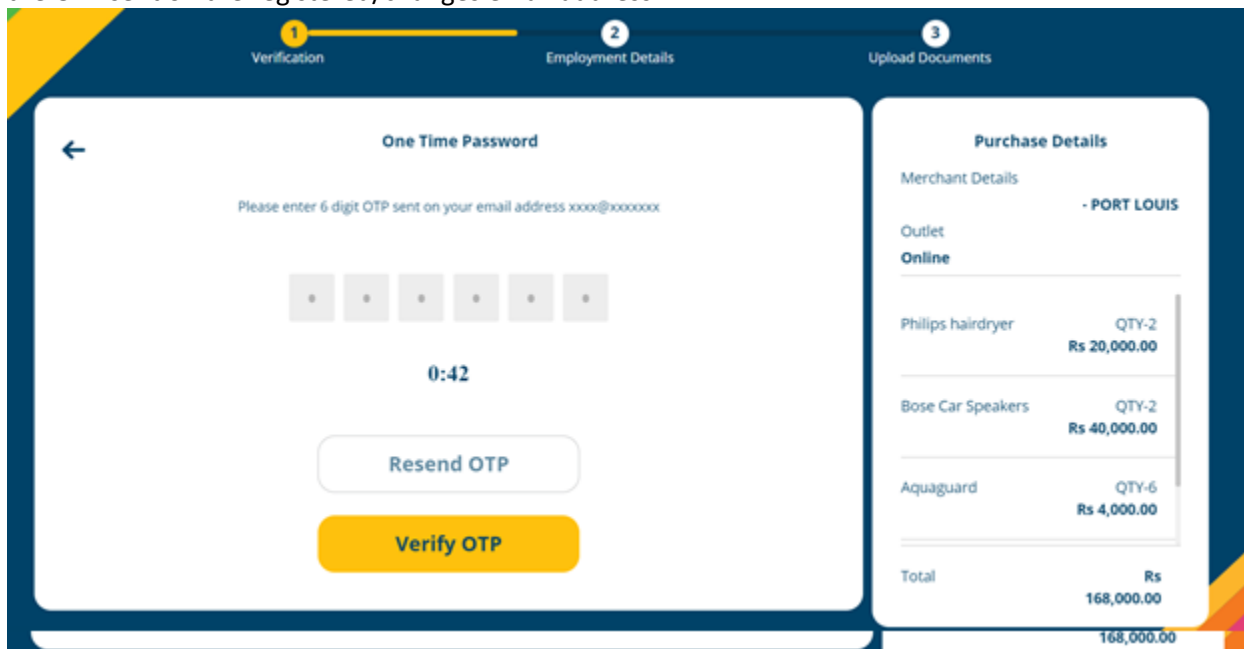 1
Verification
2
Employment Details
3
Upload Documents
One Time Password
Please enter 6 digit OTP sent on your email address xxxx@xxxxxxx
0:42
Resend OTP
Verify OTP
Purchase Details
Merchant Details
- PORT LOUIS
Outlet
Online
Philips hairdryer QTY-2
Rs 20,000.00
Bose Car Speakers QTY-2
Rs 40,000.00
Aquaguard QTY-6
Rs 4,000.00
Total Rs
168,000.00
168,000.00